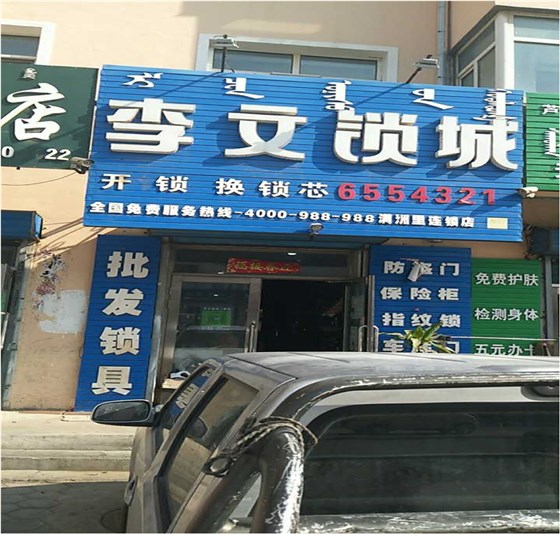 李文锁城
开锁 换锁芯 6554321
全国免费服务热线-4000-988-988满洲里连锁店
店
0 22
批发锁具
防盗门
保险柜
指纹锁
免费护肤
检测身体
五元办